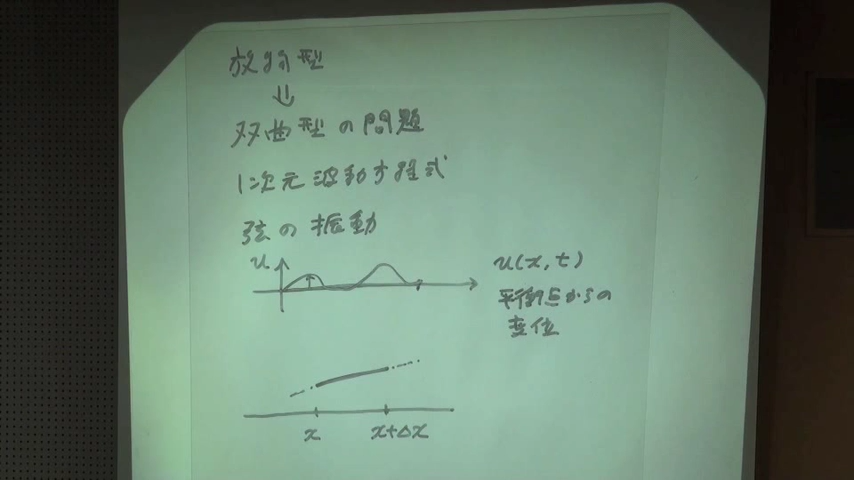 放物型
⇓
双曲型の問題
1次元波動方程式
弦の振動
u
u(x,t)
平衡点からの
変位
x
x+Δx